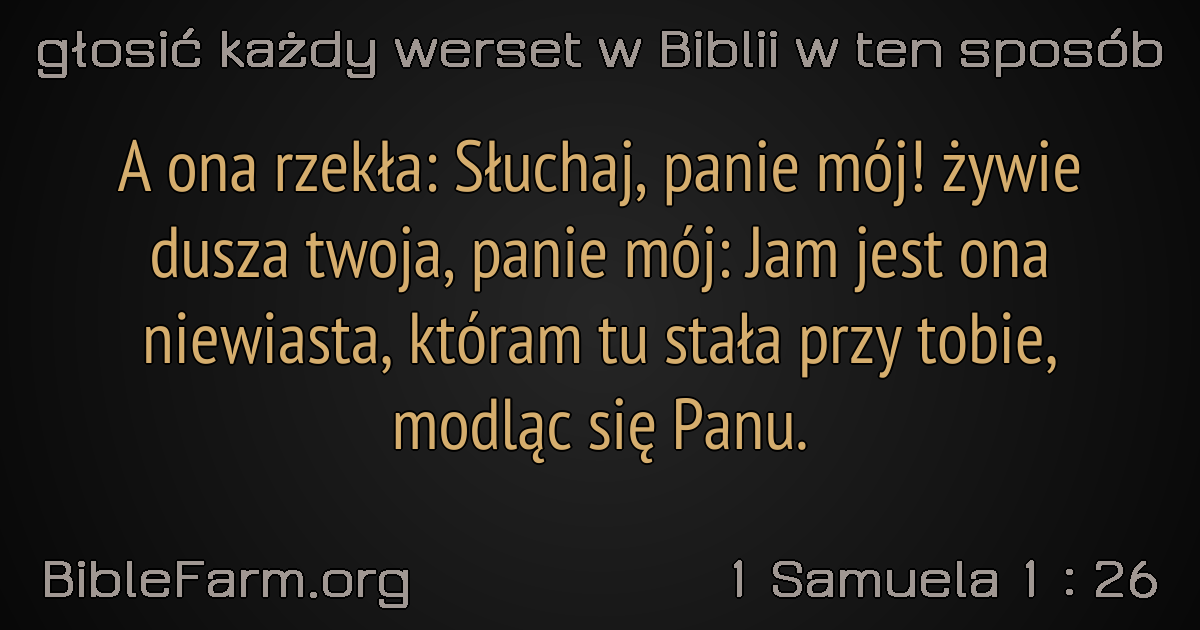 głosić każdy werset w Biblii w ten sposób
A ona rzekła: Słuchaj, panie mój! żywie
dusza twoja, panie mój: Jam jest ona
niewiasta, któram tu stała przy tobie,
modląc się Panu.
BibleFarm.org
1 Samuela 1 : 26